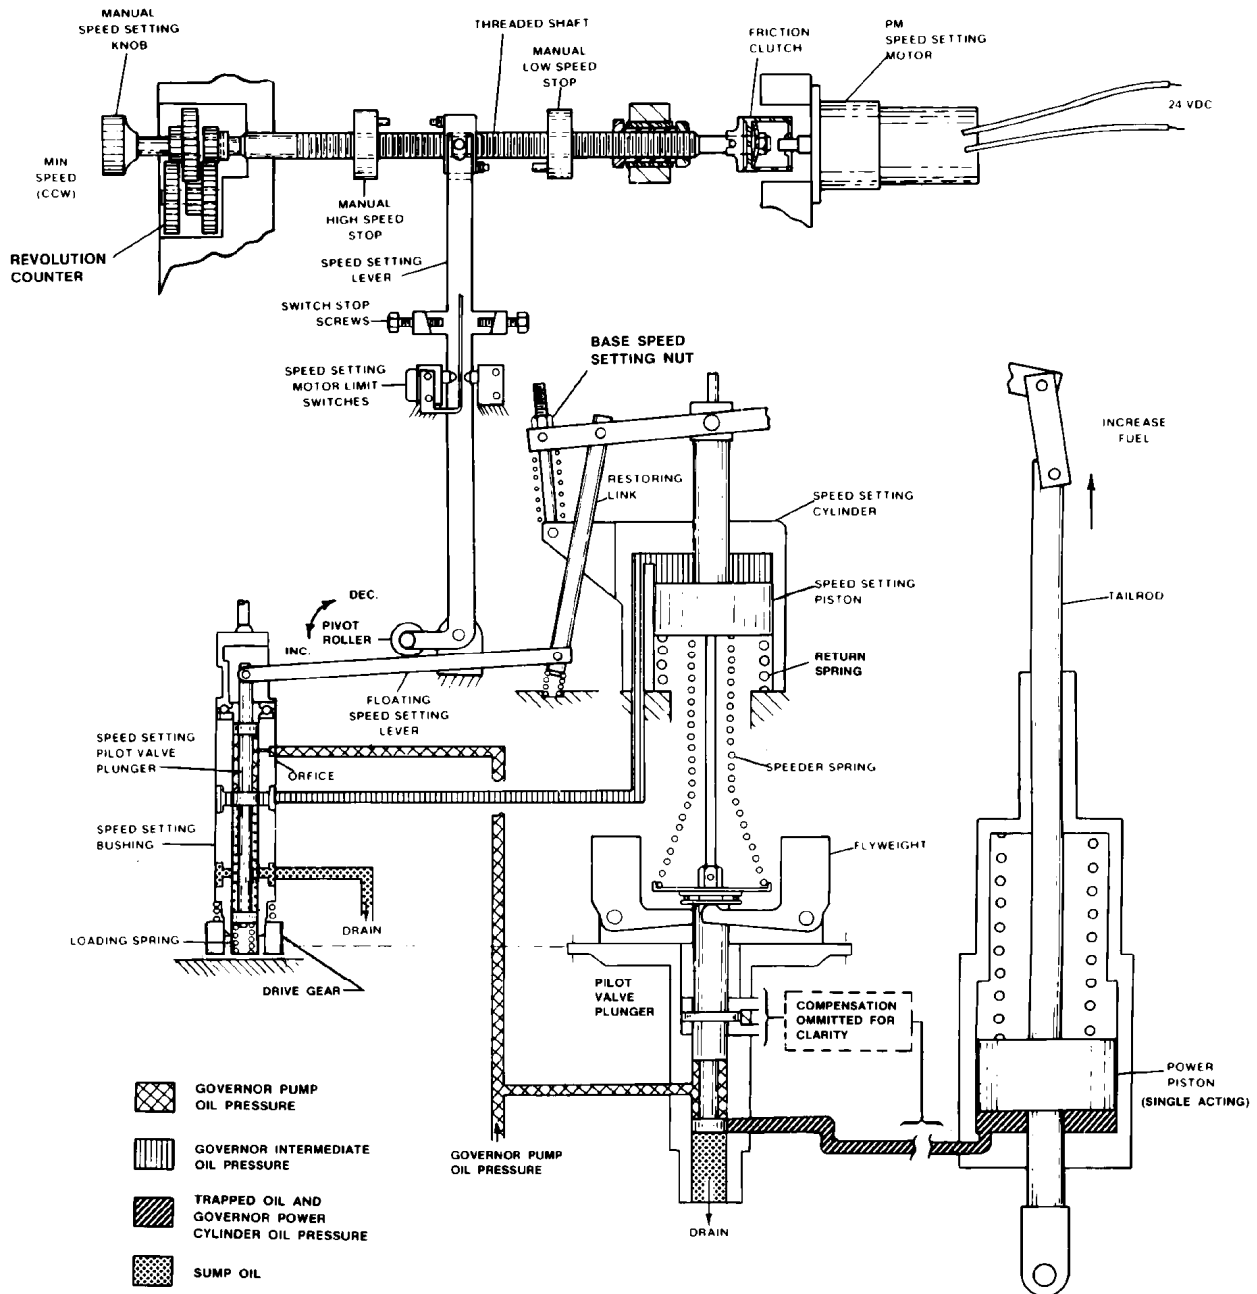 MANUAL
SPEED SETTING
KNOB
THREADED SHAFT
MANUAL
LOW SPEED
STOP
FRICTION
CLUTCH
PM
SPEED SETTING
MOTOR
24 VDC
MIN
SPEED
(CCW)
REVOLUTION
COUNTER
MANUAL
HIGH SPEED
STOP
SPEED SETTING
LEVER
SWITCH STOP
SCREWS
BASE SPEED
SETTING NUT
SPEED SETTING
MOTOR LIMIT
SWITCHES
INCREASE
FUEL
RESTORING
LINK
SPEED SETTING
CYLINDER
SPEED SETTING
PISTON
TAILROD
DEC.
PIVOT
ROLLER
INC.
RETURN
SPRING
FLOATING
SPEED SETTING
LEVER
SPEED SETTING
PILOT VALVE
PLUNGER
ORFICE
SPEEDER SPRING
SPEED SETTING
BUSHING
FLYWEIGHT
DRAIN
LOADING SPRING
DRIVE GEAR
PILOT
VALVE
PLUNGER
COMPENSATION
OMMITTED FOR
CLARITY
POWER
PISTON
(SINGLE ACTING)
GOVERNOR PUMP
OIL PRESSURE
GOVERNOR INTERMEDIATE
OIL PRESSURE
GOVERNOR PUMP
OIL PRESSURE
TRAPPED OIL AND
GOVERNOR POWER
CYLINDER OIL PRESSURE
DRAIN
SUMP OIL